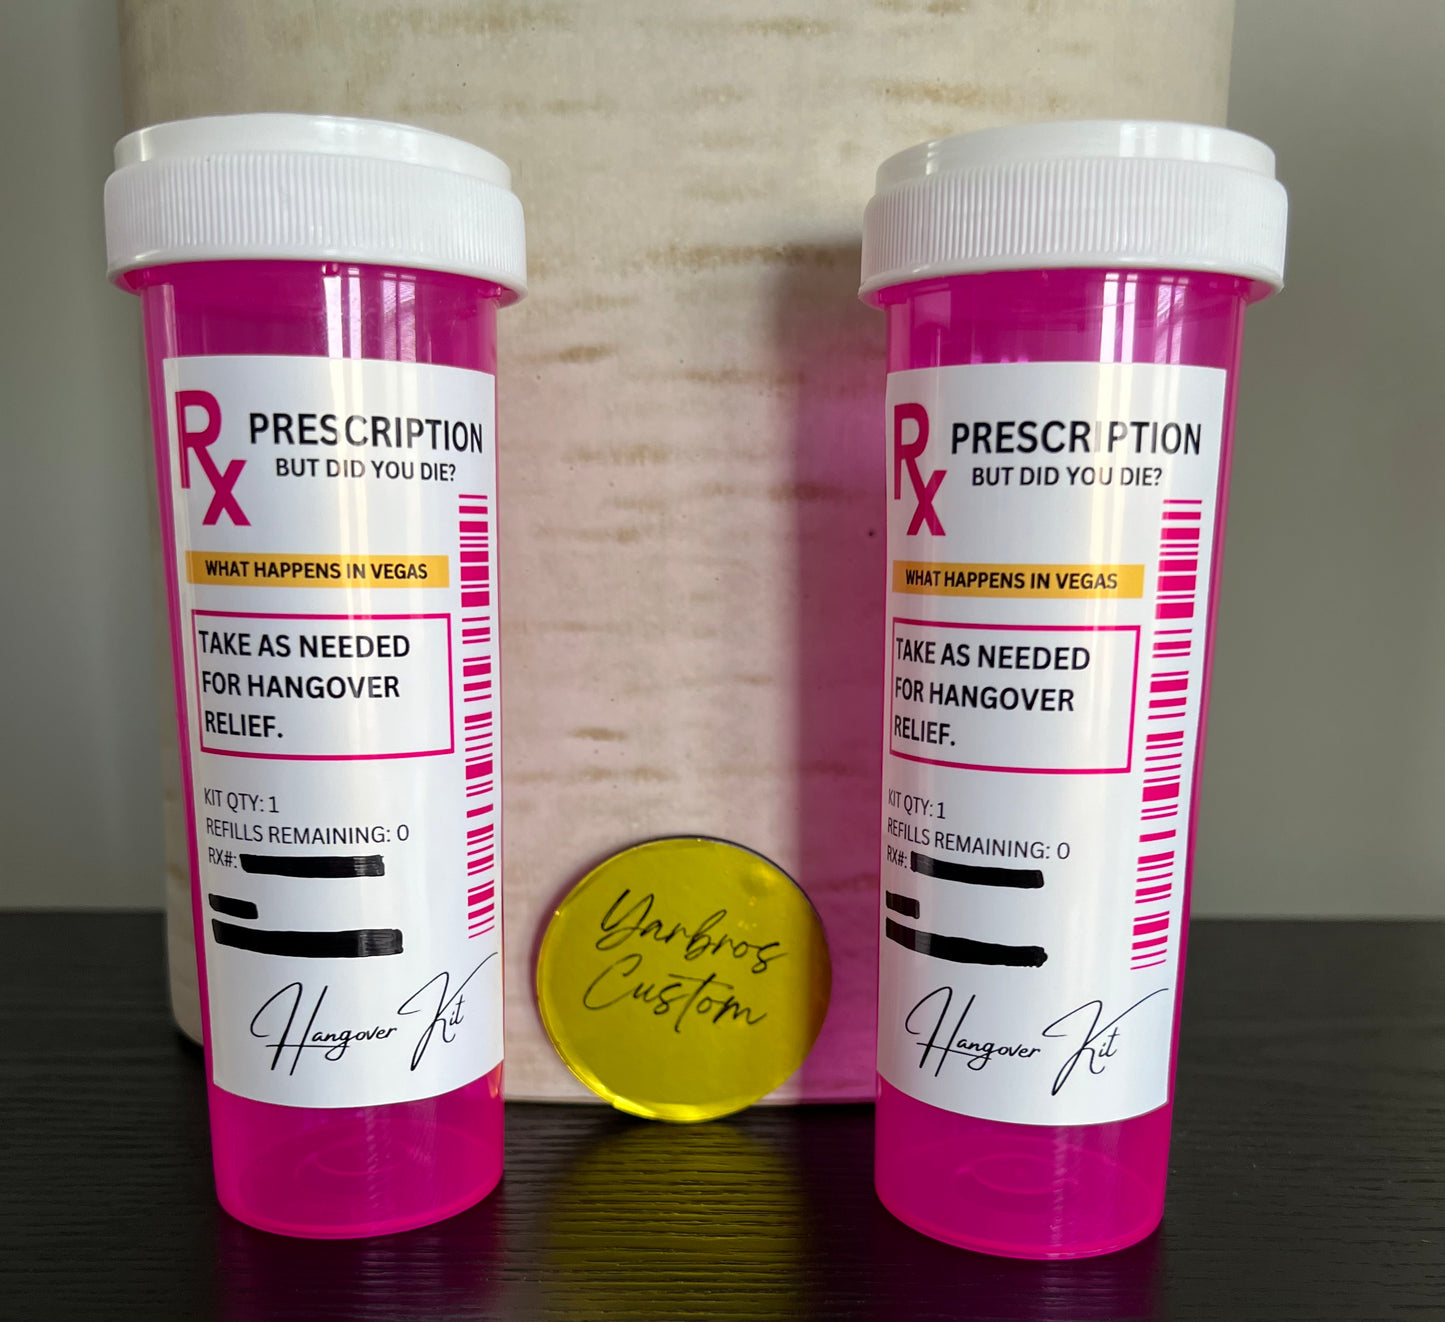 Rx
PRESCRIPTION
BUT DID YOU DIE?
WHAT HAPPENS IN VEGAS
TAKE AS NEEDED
FOR HANGOVER
RELIEF.
KIT QTY: 1
REFILLS REMAINING: 0
RX#:
Hangover Kit
Yarbros
Custom
Rx
PRESCRIPTION
BUT DID YOU DIE?
WHAT HAPPENS IN VEGAS
TAKE AS NEEDED
FOR HANGOVER
RELIEF.
KIT QTY: 1
REFILLS REMAINING: 0
RX#:
Hangover Kit